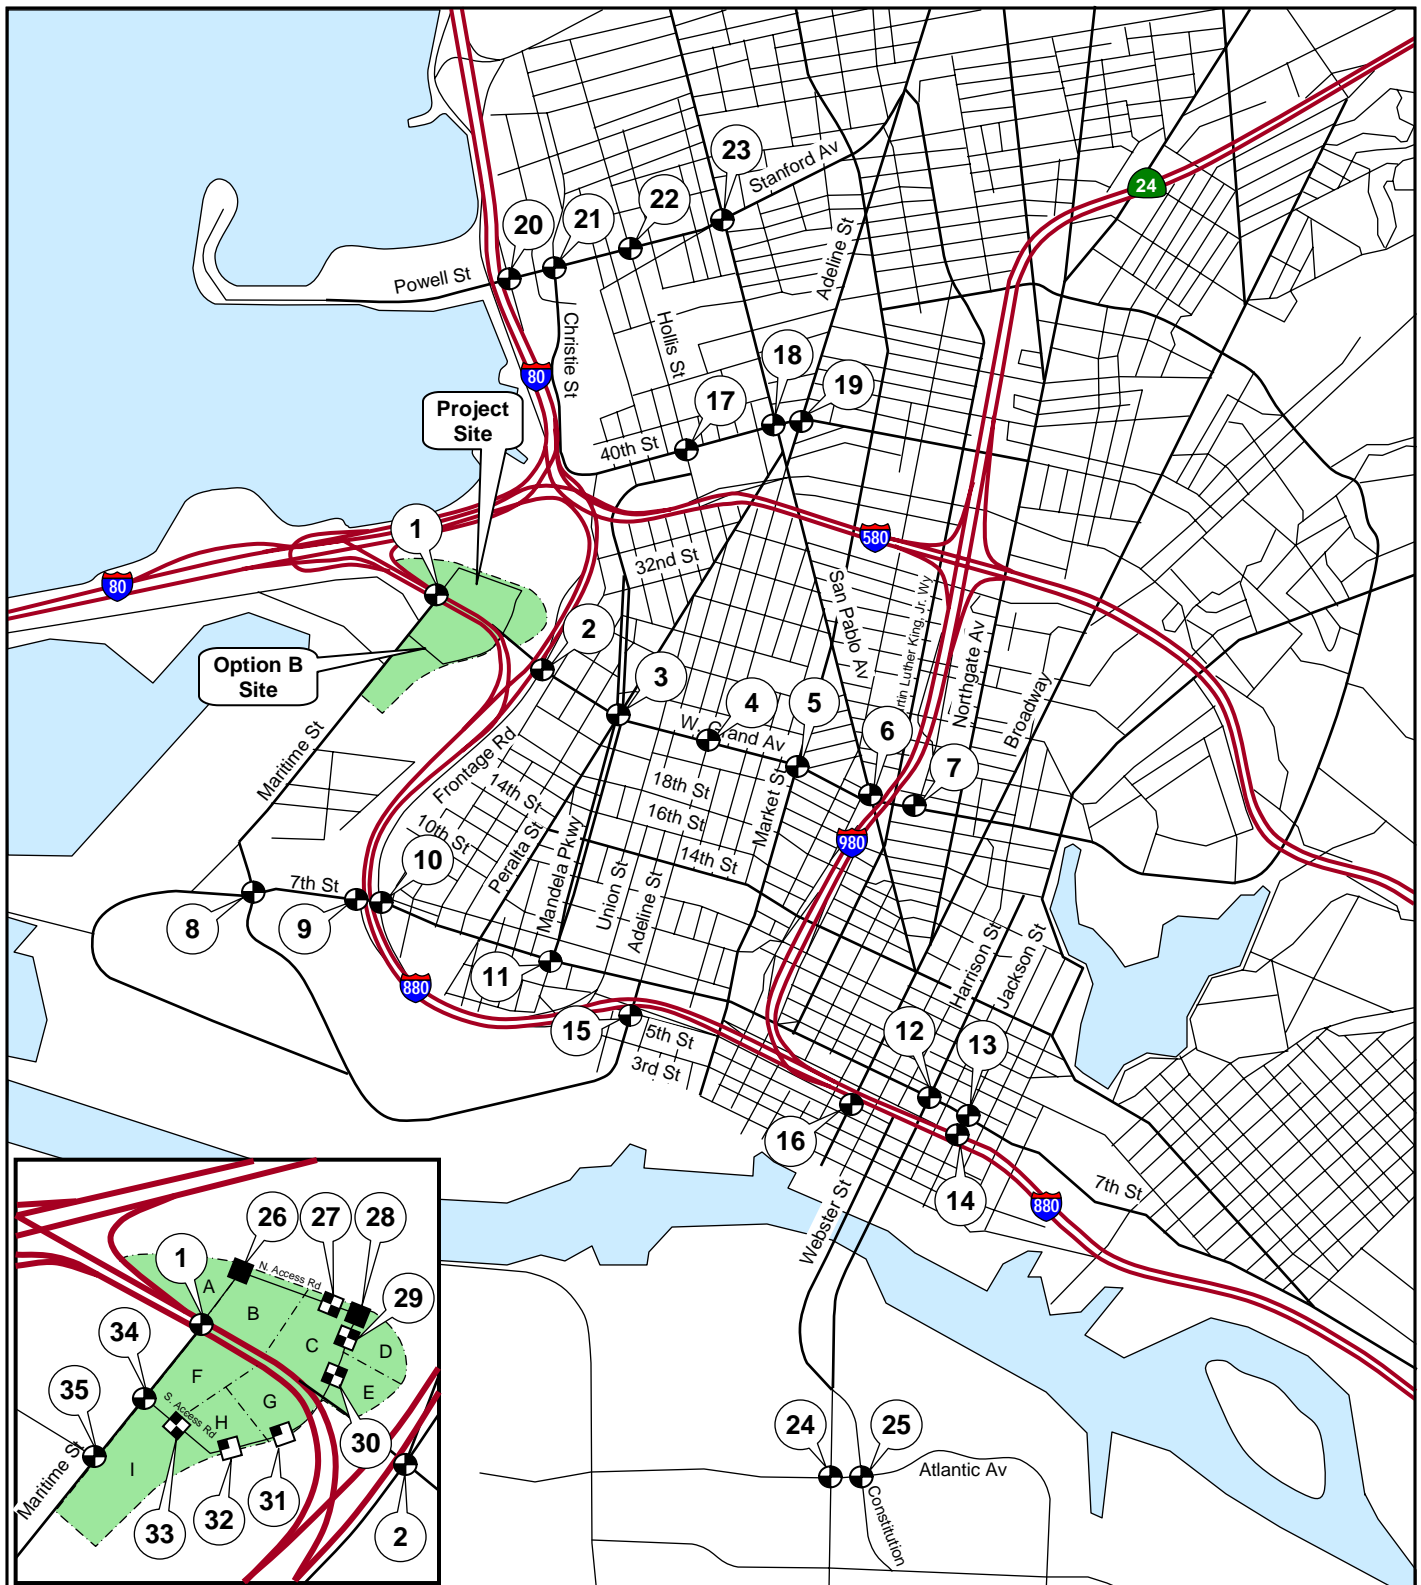 23
Stanford Av
24
22
21
20
Adeline St
Powell St
Christie St
Hollis St
18
80
19
Project
Site
17
40th St
1
580
32nd St
80
San Pablo Av
rtin Luther King, Jr. Wy
2
Northgate Av
Option B
Site
3
Broadway
4
5
W. Grand Av
6
Maritime St
Frontage Rd
7
18th St
14th St
Market St
16th St
10th St
980
Peralta St
14th St
10
Mandela Pkwy
7th St
Union St
Adeline St
8
9
Harrison St
Jackson St
11
880
12
15
5th St
13
3rd St
16
7th St
14
880
Webster St
26
27
28
1
N. Access Rd
A
29
B
34
C
D
F
E
35
S. Access Rd
G
H
30
24
25
Maritime St
I
Atlantic Av
31
33
32
2
Constitution